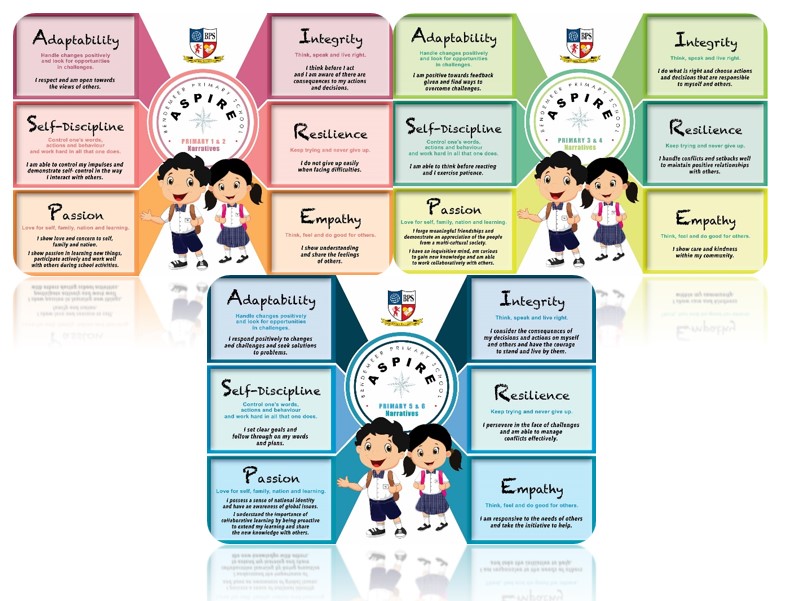 Adaptability
Handle changes positively
and look for opportunities
in challenges.
I respect and am open towards
the views of others.
Self-Discipline
Control one's words,
actions and behaviour
and work hard in all that one does.
I am able to control my impulses and
demonstrate self- control in the way
I interact with others.
Passion
Love for self, family, nation and learning.
I show love and concern to self,
family and nation.
I show passion in learning new things,
participate actively and work well
with others during school activities.
BPS
BENDEMEER PRIMARY SCHOOL
ASPIRE
PRIMARY 1 & 2
Narratives
Integrity
Think, speak and live right.
I think before I act
and I am aware of there are
consequences to my actions
and decisions.
Resilience
Keep trying and never give up.
I do not give up easily
when facing difficulties.
Empathy
Think, feel and do good for others.
I show understanding
and share the feelings
of others.
Adaptability
Handle changes positively
and look for opportunities
in challenges.
I am positive towards feedback
given and find ways to
overcome challenges.
Self-Discipline
Control one's words,
actions and behaviour
and work hard in all that one does.
I am able to think before reacting
and I exercise patience.
Passion
Love for self, family, nation and learning.
I forge meaningful friendships and
demonstrate an appreciation of the people
from a multi-cultural society.
I have an inquisitive mind, am curious
to gain new knowledge and am able
to work collaboratively with others.
BPS
BENDEMEER PRIMARY SCHOOL
ASPIRE
PRIMARY 3 & 4
Narratives
Integrity
Think, speak and live right.
I do what is right and choose actions
and decisions that are responsible
to myself and others.
Resilience
Keep trying and never give up.
I handle conflicts and setbacks well
to maintain positive relationships
with others.
Empathy
Think, feel and do good for others.
I show care and kindness
within my community.
Adaptability
Handle changes positively
and look for opportunities
in challenges.
I respond positively to changes
and challenges and seek solutions
to problems.
Self-Discipline
Control one's words,
actions and behaviour
and work hard in all that one does.
I set clear goals and
follow through on my words
and plans.
Passion
Love for self, family, nation and learning.
I possess a sense of national identity
and have an awareness of global issues.
I understand the importance of
collaborative learning by being proactive
to extend my learning and share
the new knowledge with others.
BPS
BENDEMEER PRIMARY SCHOOL
ASPIRE
PRIMARY 5 & 6
Narratives
Integrity
Think, speak and live right.
I consider the consequences of
my decisions and actions on myself
and others and have the courage
to stand and live by them.
Resilience
Keep trying and never give up.
I persevere in the face of challenges
and am able to manage
conflicts effectively.
Empathy
Think, feel and do good for others.
I am responsive to the needs of others
and take the initiative to help.